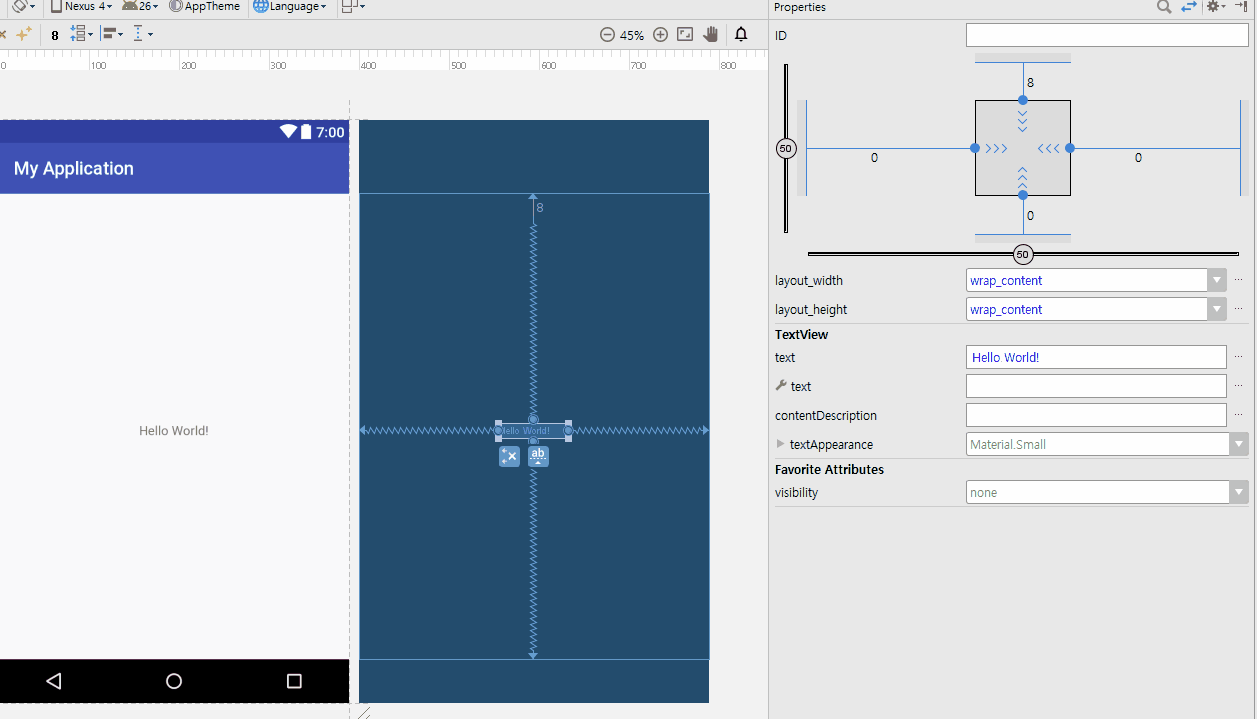 Nexus 4 26 AppTheme Language
Properties
8
45%
ID
0 100 200 300 400 500 600 700 800
8
50
0
0
0
50
7:00
My Application
8
Hello World!
Hello World!
ab
layout_width wrap_content
layout_height wrap_content
TextView
text Hello World!
text
contentDescription
textAppearance Material.Small
Favorite Attributes
visibility none